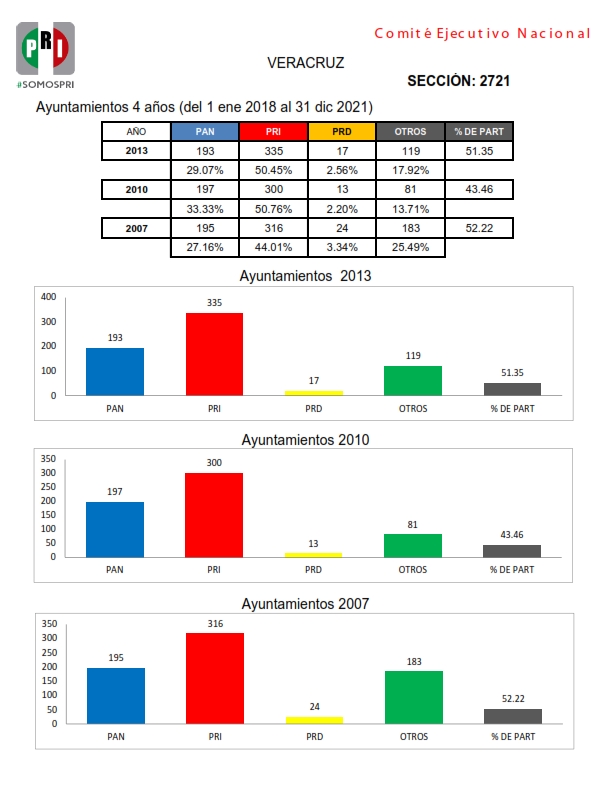 Comité Ejecutivo Nacional
PRI
#SOMOSPRI
VERACRUZ
SECCIÓN: 2721
Ayuntamientos 4 años (del 1 ene 2018 al 31 dic 2021)
AÑO PAN PRI PRD OTROS % DE PART
2013 193 335 17 119 51.35
29.07% 50.45% 2.56% 17.92%
2010 197 300 13 81 43.46
33.33% 50.76% 2.20% 13.71%
2007 195 316 24 183 52.22
27.16% 44.01% 3.34% 25.49%
Ayuntamientos 2013
400
335
300
200
193
119
100
51.35
17
0
PAN PRI PRD OTROS % DE PART
Ayuntamientos 2010
350
300
300
250
200
197
150
100
81
50
43.46
13
0
PAN PRI PRD OTROS % DE PART
Ayuntamientos 2007
350
316
300
250
200
195
183
150
100
52.22
50
24
0
PAN PRI PRD OTROS % DE PART